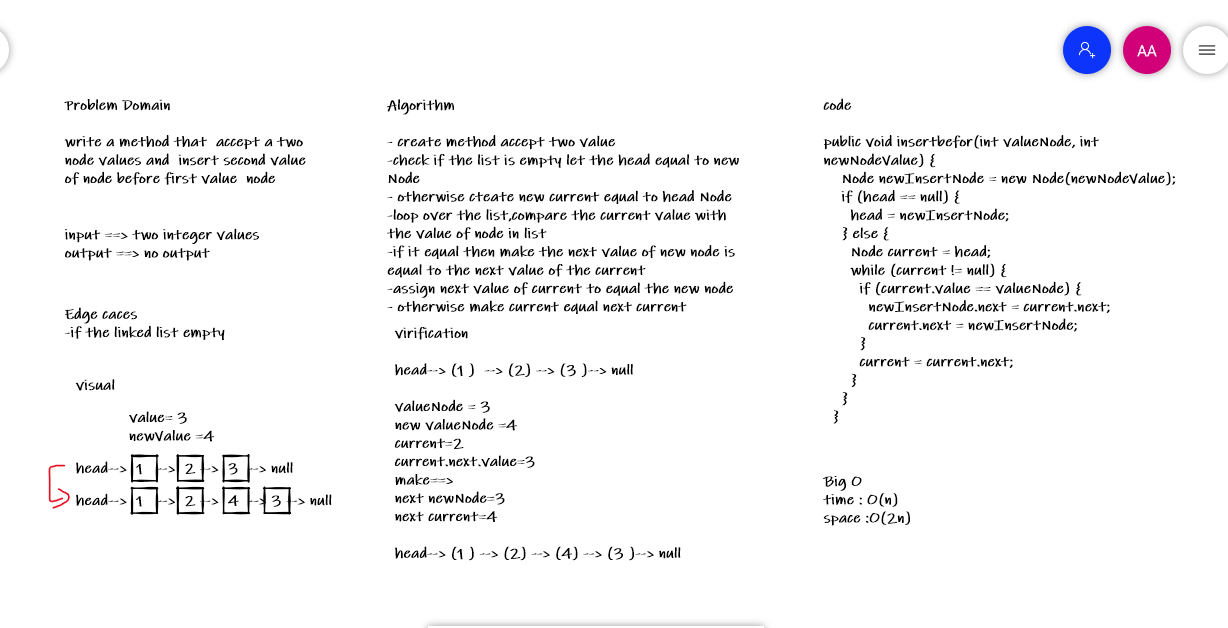 AA
Problem Domain
write a method that accept a two
node values and insert second value
of node before first value node
input ==> two integer values
output ==> no output
Edge caces
-if the linked list empty
visual
value= 3
newValue =4
head--> 1 --> 2 --> 3 --> null
head--> 1 --> 2 --> 4 --> 3 --> null
Algorithm
- create method accept two value
-check if the list is empty let the head equal to new
Node
- otherwise cteate new current equal to head Node
-loop over the list,compare the current value with
the value of node in list
-if it equal then make the next value of new node is
equal to the next value of the current
-assign next value of current to equal the new node
- otherwise make current equal next current
virification
head--> (1 ) --> (2) --> (3 )--> null
valueNode = 3
new valueNode =4
current=2
current.next.value=3
make==>
next newNode=3
next current=4
head--> (1 ) --> (2) --> (4) --> (3 )--> null
code
public void insertbefor(int valueNode, int
newNodeValue) {
Node newInsertNode = new Node(newNodeValue);
if (head == null) {
head = newInsertNode;
} else {
Node current = head;
while (current != null) {
if (current.value == valueNode) {
newInsertNode.next = current.next;
current.next = newInsertNode;
}
current = current.next;
}
}
}
Big O
time : O(n)
space :O(2n)